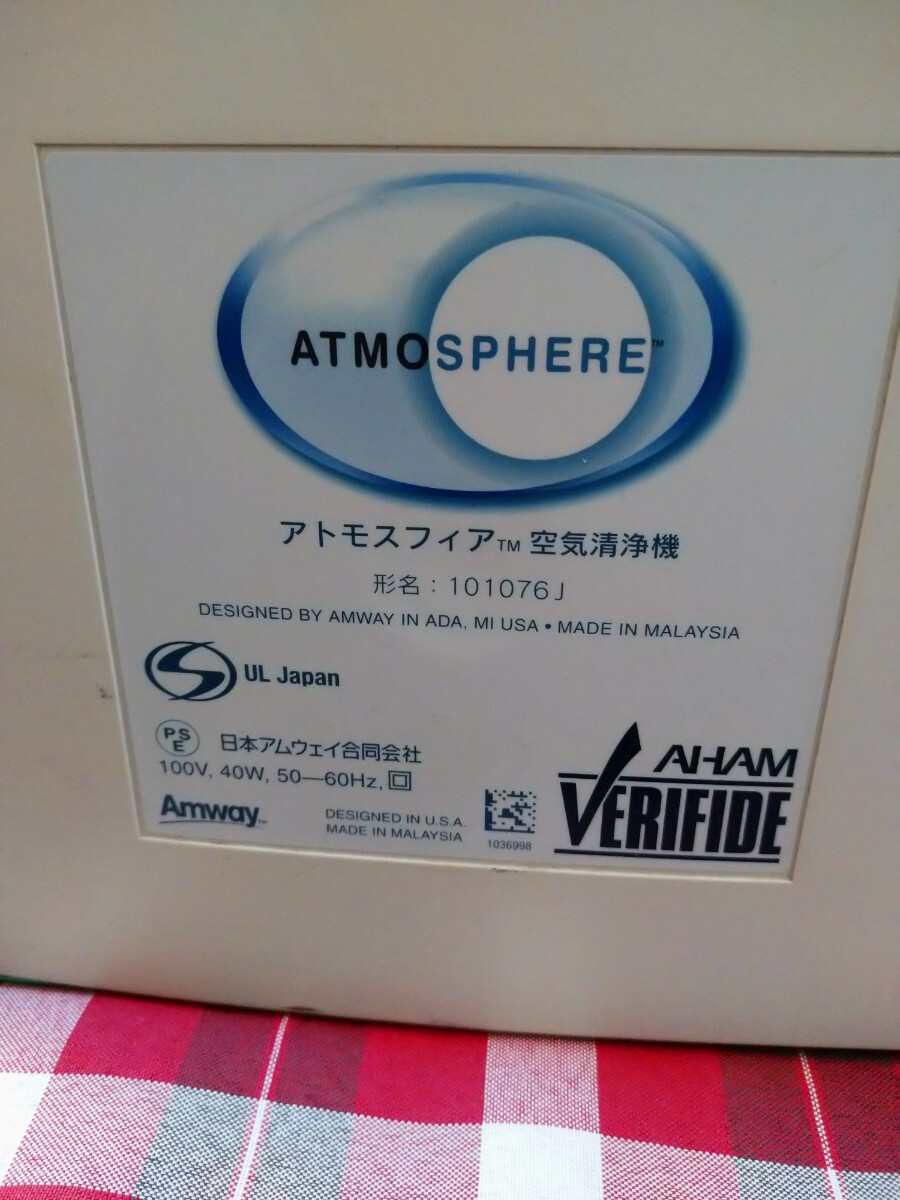 ATMOSPHERE™
アトモスフィアTM 空気清浄機
形名 : 101076J
DESIGNED BY AMWAY IN ADA, MI USA • MADE IN MALAYSIA
UL Japan
PSE 日本アムウェイ合同会社
100V, 40W, 50—60Hz,
Amway™
DESIGNED IN U.S.A.
MADE IN MALAYSIA
1036998
AHAM
VERIFIDE